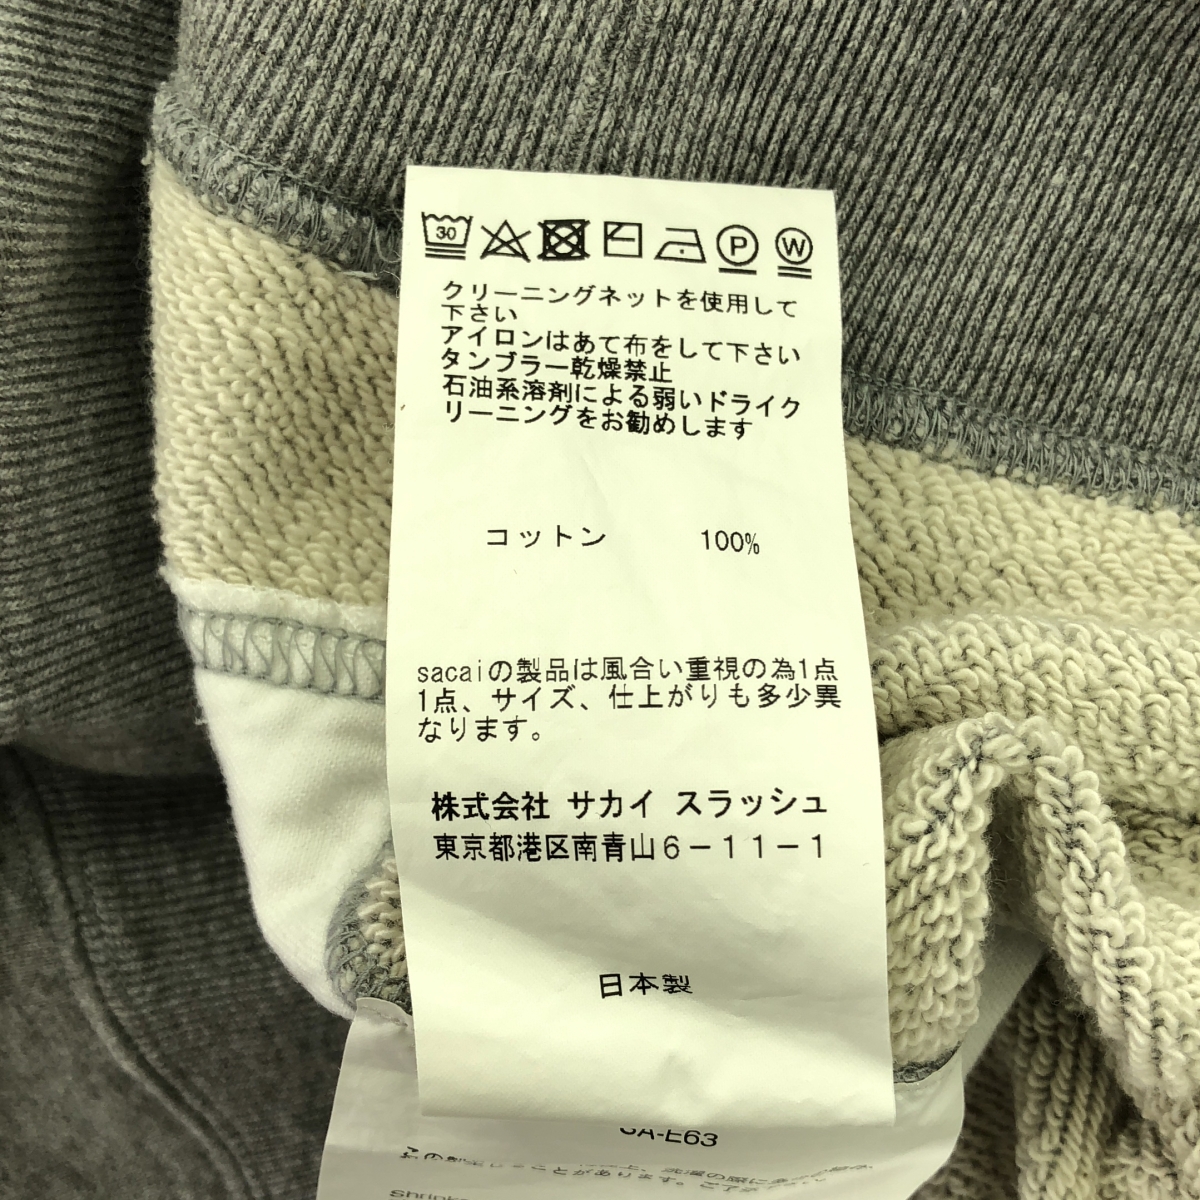 30
P
W
クリーニングネットを使用して
下さい
アイロンはあて布をして下さい
タンブラー乾燥禁止
石油系溶剤による弱いドライク
リーニングをお勧めします
コットン 100%
sacaiの製品は風合い重視の為1点
1点、サイズ、仕上がりも多少異
なります。
株式会社 サカイ スラッシュ
東京都港区南青山6-11-1
日本製
-E63